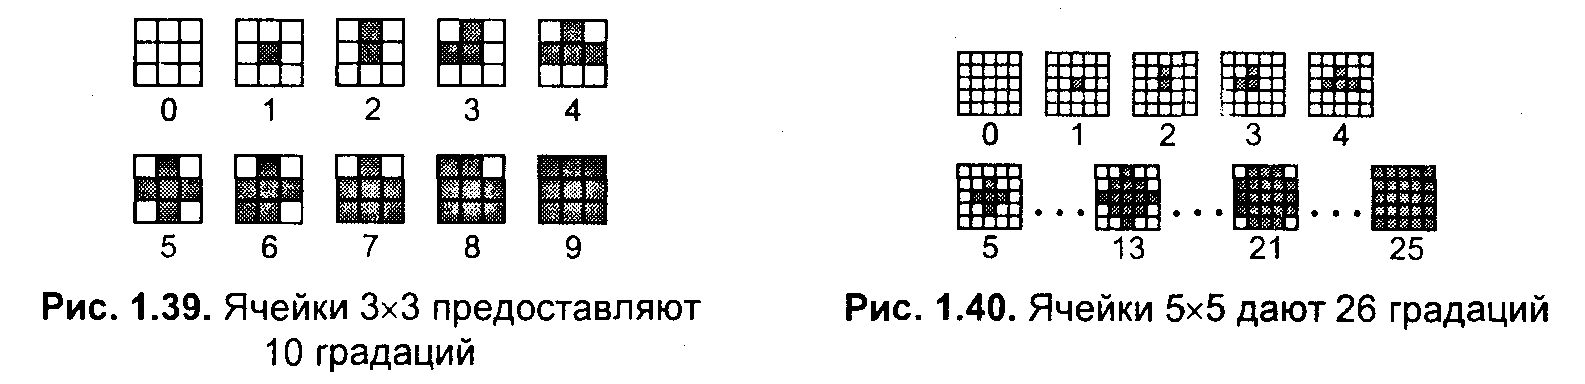 0 1 2 3 4
5 6 7 8 9
Рис. 1.39. Ячейки 3×3 предоставляют
10 градаций
0 1 2 3 4
5 ... 13 ... 21 ... 25
Рис. 1.40. Ячейки 5×5 дают 26 градаций